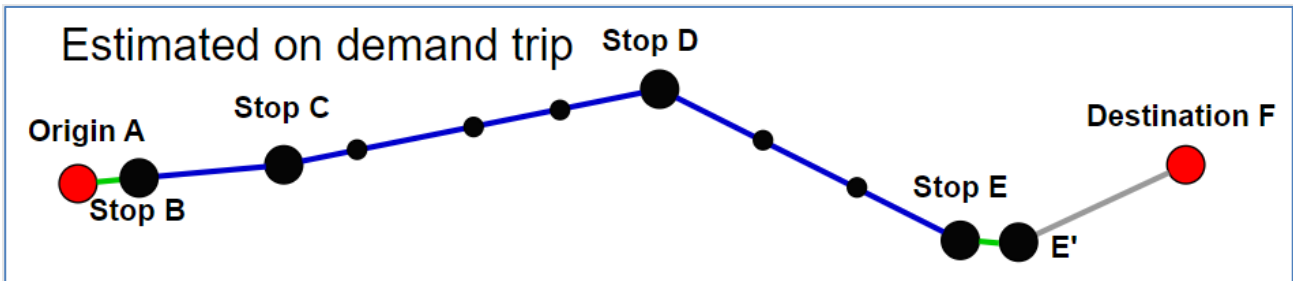 Estimated on demand trip
Stop D
Stop C
Destination F
Origin A
Stop E
Stop B
E'